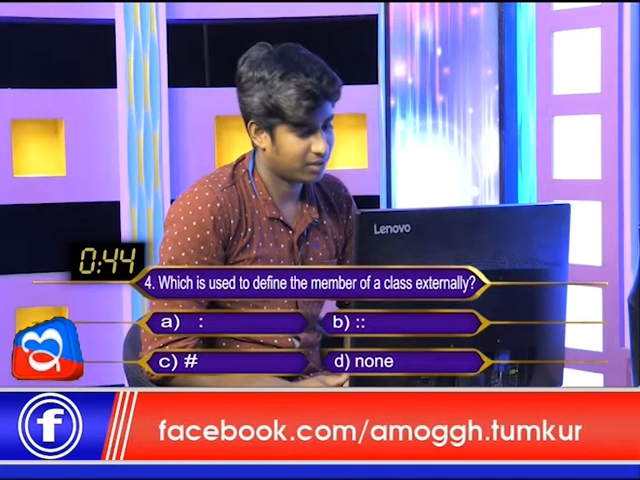 Lenovo
0:44
4. Which is used to define the member of a class externally?
a) :
b) ::
c) #
d) none
f facebook.com/amoggh.tumkur